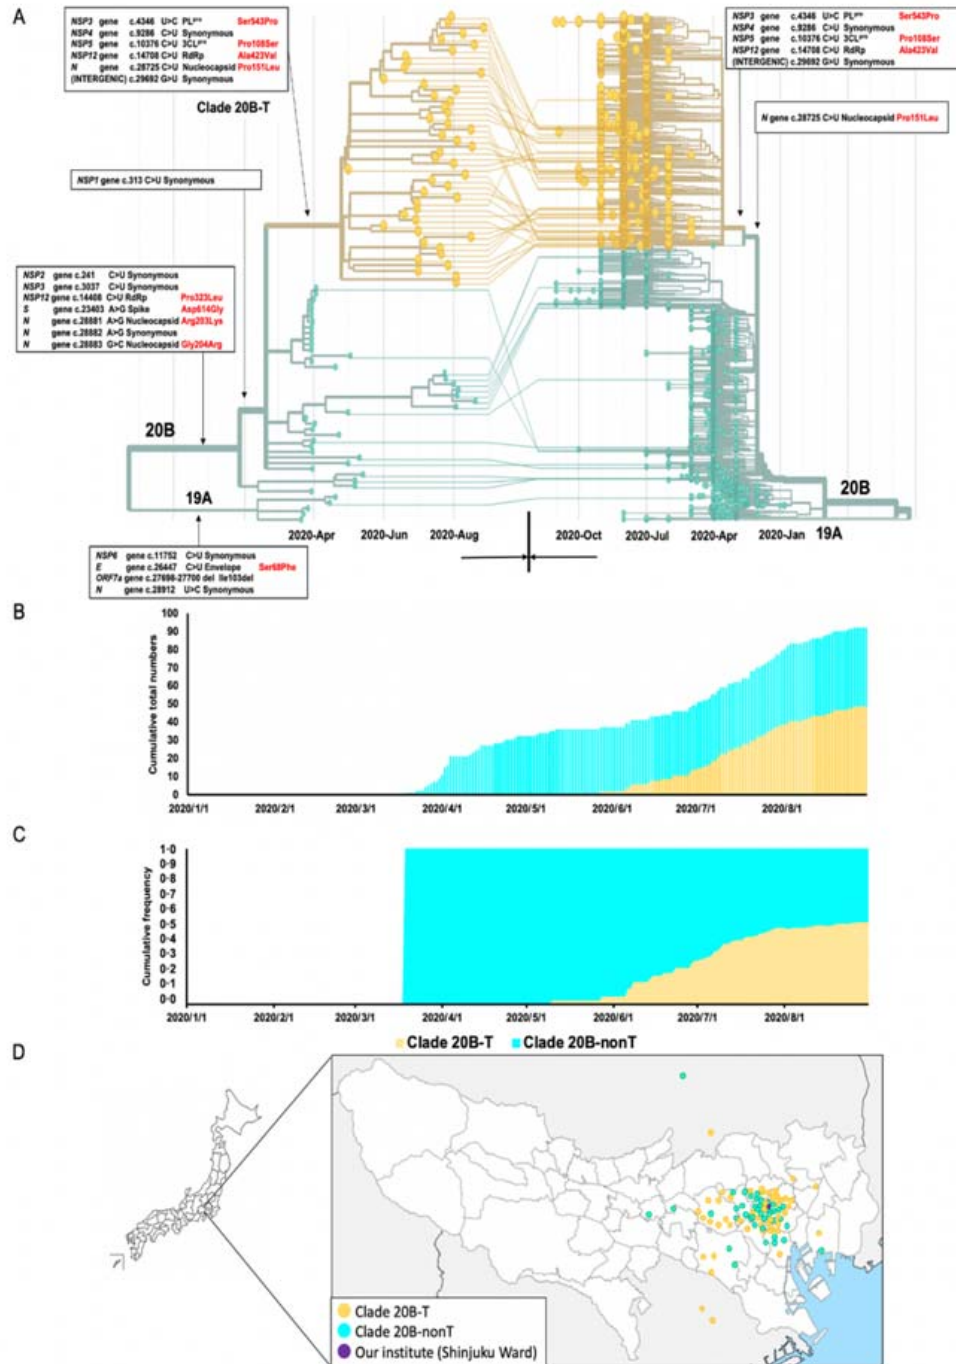 A
NSP3 gene c.4346 U>C PLpro Ser543Pro
NSP4 gene c.9286 C>U Synonymous
NSP5 gene c.10376 C>U 3CLpro Pro108Ser
NSP12 gene c.14708 C>U RdRp Ala423Val
N gene c.28725 C>U Nucleocapsid Pro151Leu
(INTERGENIC) c.29692 G>U Synonymous
Clade 20B-T
NSP3 gene c.4346 U>C PLpro Ser543Pro
NSP4 gene c.9286 C>U Synonymous
NSP5 gene c.10376 C>U 3CLpro Pro108Ser
NSP12 gene c.14708 C>U RdRp Ala423Val
(INTERGENIC) c.29692 G>U Synonymous
N gene c.28725 C>U Nucleocapsid Pro151Leu
NSP1 gene c.313 C>U Synonymous
NSP2 gene c.241 C>U Synonymous
NSP3 gene c.3037 C>U Synonymous
NSP12 gene c.14408 C>U RdRp Pro323Leu
S gene c.23403 A>G Spike Asp614Gly
N gene c.28881 A>G Nucleocapsid Arg203Lys
N gene c.28882 A>G Synonymous
N gene c.28883 G>C Nucleocapsid Gly204Arg
20B
19A
20B
19A
2020-Apr 2020-Jun 2020-Aug 2020-Oct 2020-Jul 2020-Apr 2020-Jan
NSP6 gene c.11752 C>U Synonymous
E gene c.26447 C>U Envelope Ser68Phe
ORF7a gene c.27698-27700 del Ile103del
N gene c.28912 U>C Synonymous
B
Cumulative total numbers
100
90
80
70
60
50
40
30
20
10
0
2020/1/1 2020/2/1 2020/3/1 2020/4/1 2020/5/1 2020/6/1 2020/7/1 2020/8/1
C
Cumulative frequency
1·0
0·9
0·8
0·7
0·6
0·5
0·4
0·3
0·2
0·1
0·0
2020/1/1 2020/2/1 2020/3/1 2020/4/1 2020/5/1 2020/6/1 2020/7/1 2020/8/1
Clade 20B-T Clade 20B-nonT
D
Clade 20B-T
Clade 20B-nonT
Our institute (Shinjuku Ward)